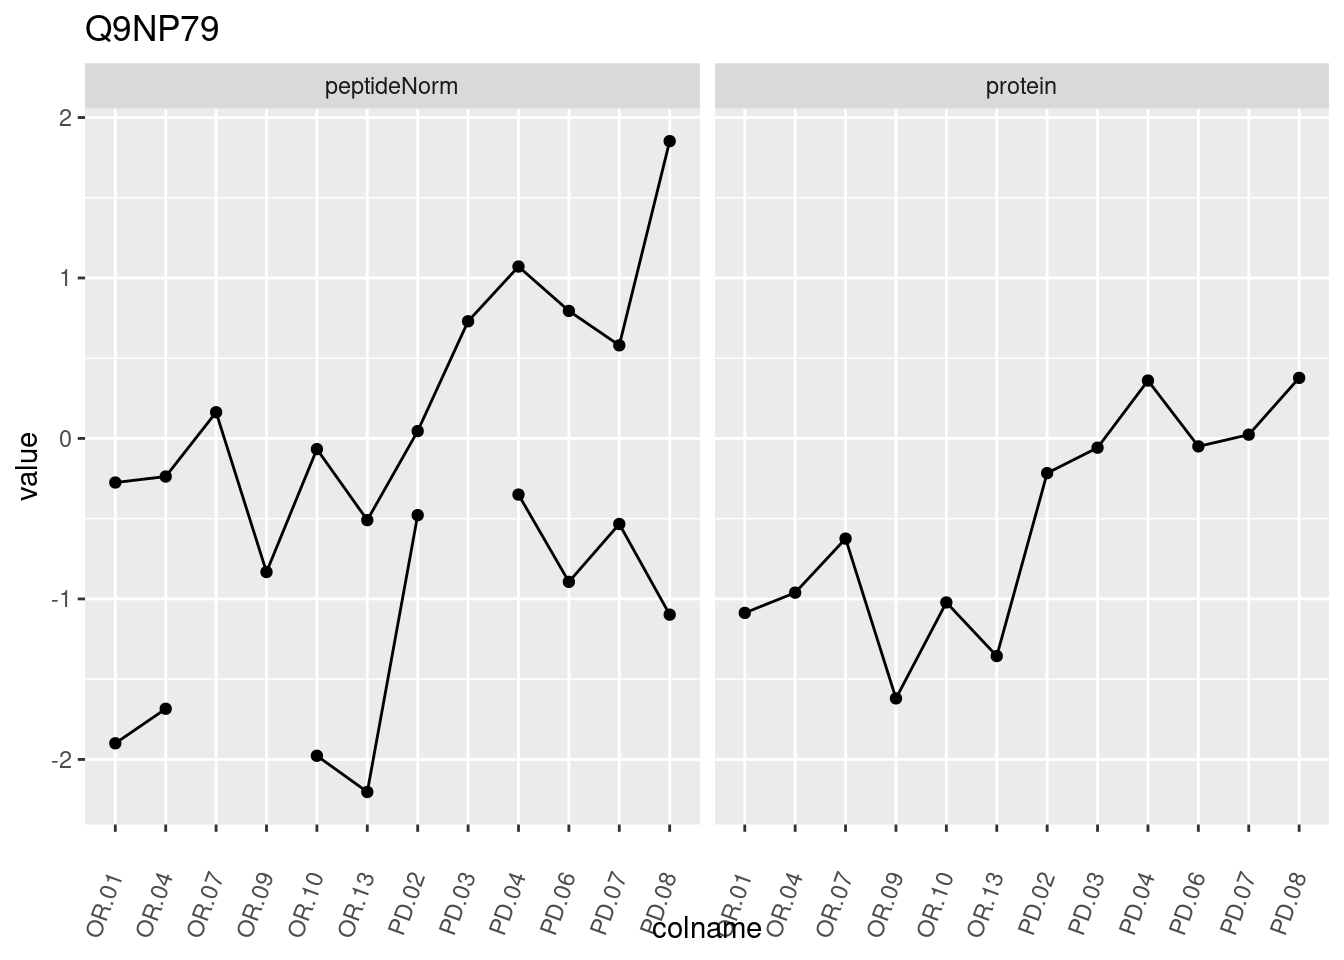 Q9NP79
peptideNorm
protein
value
2
1
0
-1
-2
OR.01
OR.04
OR.07
OR.09
OR.10
OR.13
PD.02
PD.03
PD.04
PD.06
PD.07
PD.08
OR.01
OR.04
OR.07
OR.09
OR.10
OR.13
PD.02
PD.03
PD.04
PD.06
PD.07
PD.08
colname